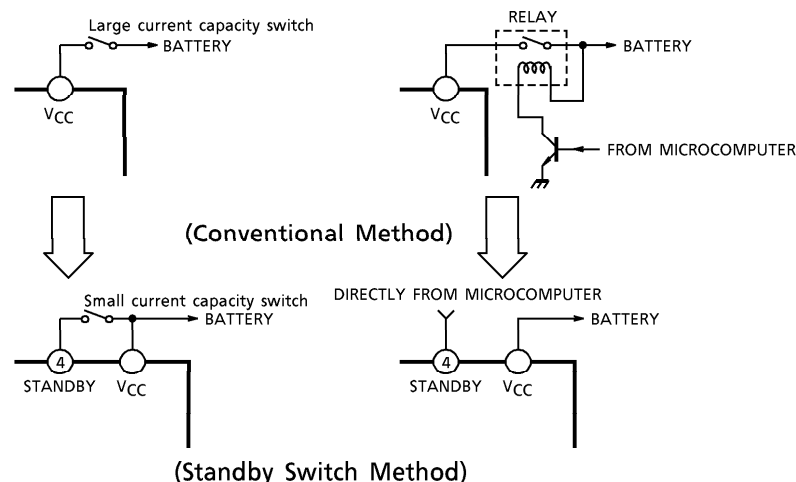 Large current capacity switch
BATTERY
VCC
RELAY
BATTERY
VCC
FROM MICROCOMPUTER
(Conventional Method)
Small current capacity switch
BATTERY
4
STANDBY
VCC
DIRECTLY FROM MICROCOMPUTER
BATTERY
4
STANDBY
VCC
(Standby Switch Method)